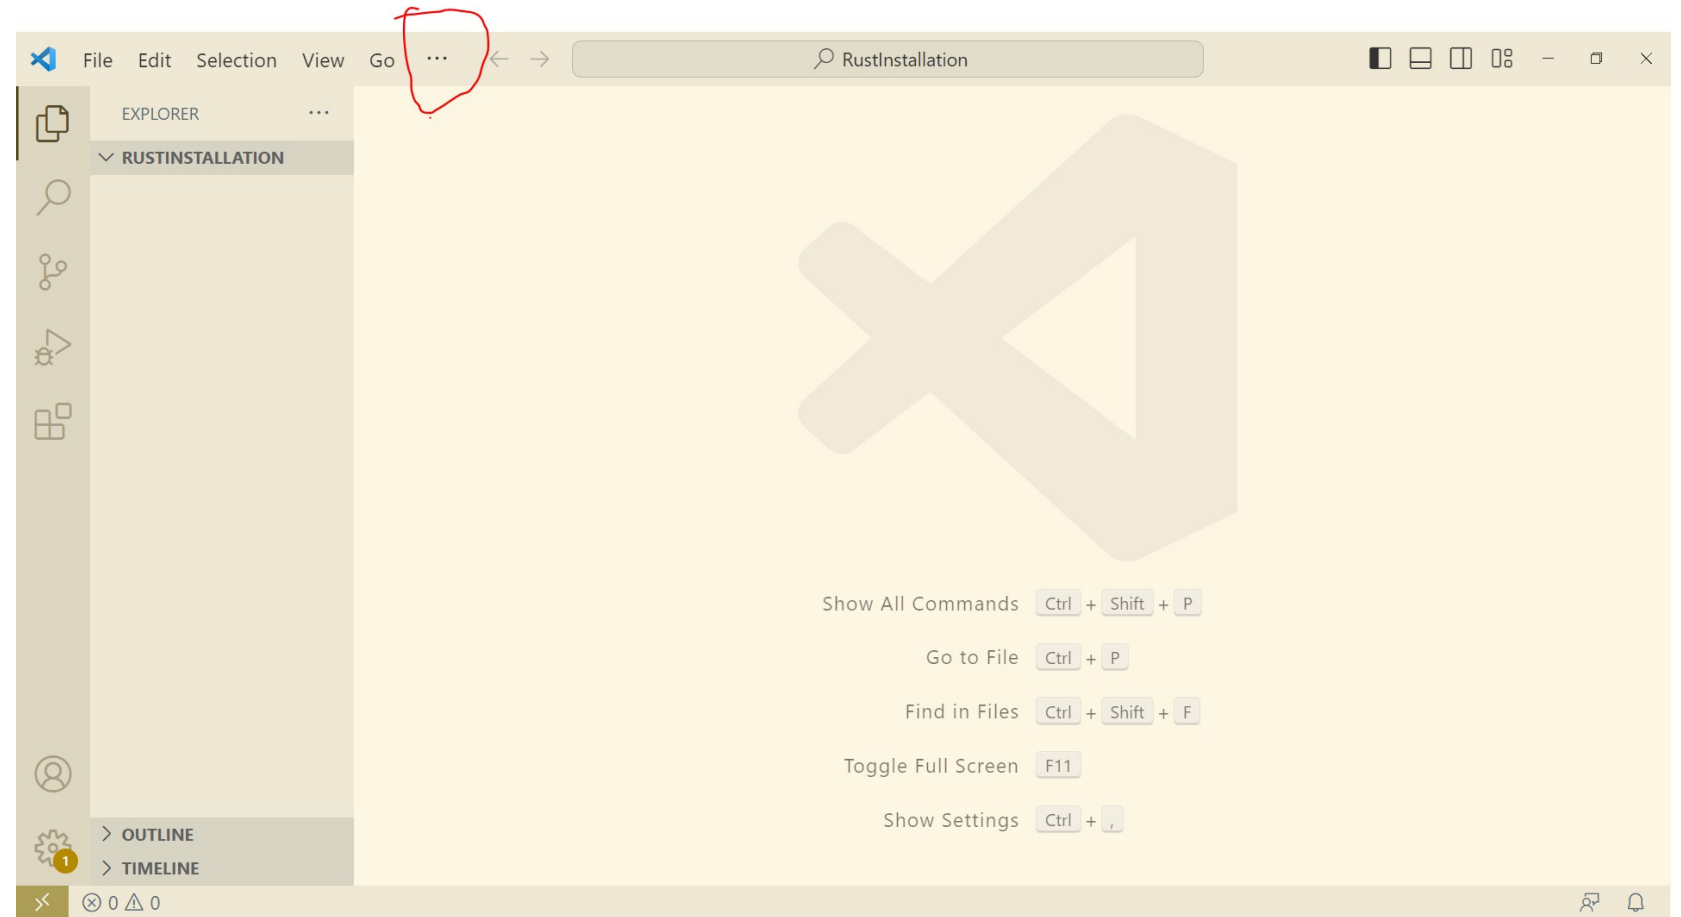 File Edit Selection View Go ··· ← → RustInstallation
EXPLORER ···
RUSTINSTALLATION
Show All Commands Ctrl + Shift + P
Go to File Ctrl + P
Find in Files Ctrl + Shift + F
Toggle Full Screen F11
Show Settings Ctrl + ,
OUTLINE
1
TIMELINE
0 0